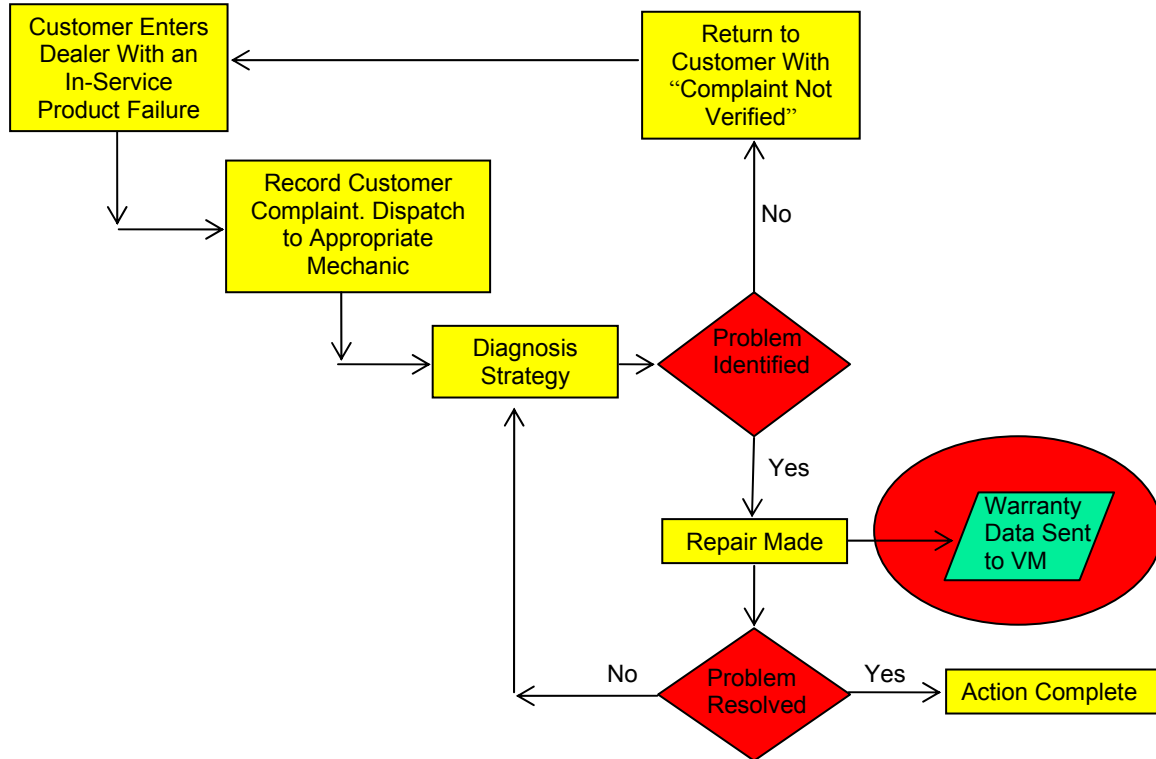 Customer Enters
Dealer With an
In-Service
Product Failure
Return to
Customer With
“Complaint Not
Verified”
Record Customer
Complaint. Dispatch
to Appropriate
Mechanic
No
Diagnosis
Strategy
Problem
Identified
Yes
Repair Made
Warranty
Data Sent
to VM
No
Problem
Resolved
Yes
Action Complete